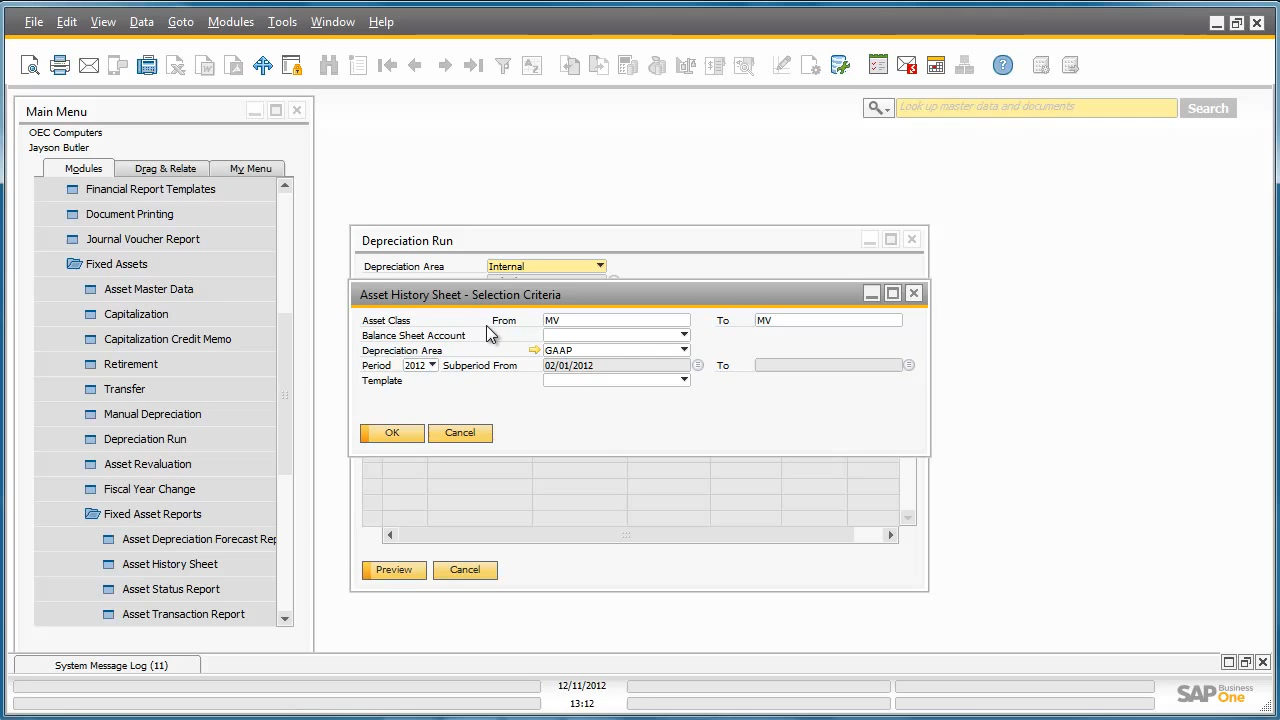 File Edit View Data Goto Modules Tools Window Help
Look up master data and documents
Search
Main Menu
OEC Computers
Jayson Butler
Modules Drag & Relate My Menu
Financial Report Templates
Document Printing
Journal Voucher Report
Fixed Assets
Asset Master Data
Capitalization
Capitalization Credit Memo
Retirement
Transfer
Manual Depreciation
Depreciation Run
Asset Revaluation
Fiscal Year Change
Fixed Asset Reports
Asset Depreciation Forecast Rep
Asset History Sheet
Asset Status Report
Asset Transaction Report
Depreciation Run
Depreciation Area Internal
Asset History Sheet - Selection Criteria
Asset Class From MV To MV
Balance Sheet Account
Depreciation Area GAAP
Period 2012 Subperiod From 02/01/2012 To
Template
OK Cancel
Preview Cancel
System Message Log (11)
12/11/2012
13:12
SAP Business One